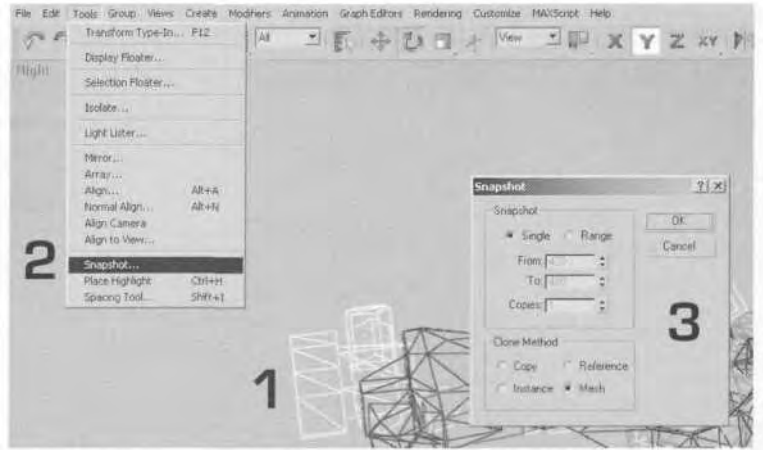 File Edit Tools Group Views Create Modifiers Animation Graph Editors Rendering Customize MAXScript Help
Transform Type-In... F12
All
View
X Y Z XY
Display Floater...
Selection Floater...
Isolate...
Light Lister...
Mirror...
Array...
Align... Alt+A
Normal Align... Alt+N
Align Camera
Align to View...
Snapshot...
Place Highlight Ctrl+H
Spacing Tool... Shift+I
2
1
Snapshot ? X
Snapshot
Single Range
From:
To:
Copies:
OK
Cancel
Clone Method
Copy Reference
Instance Mesh
3